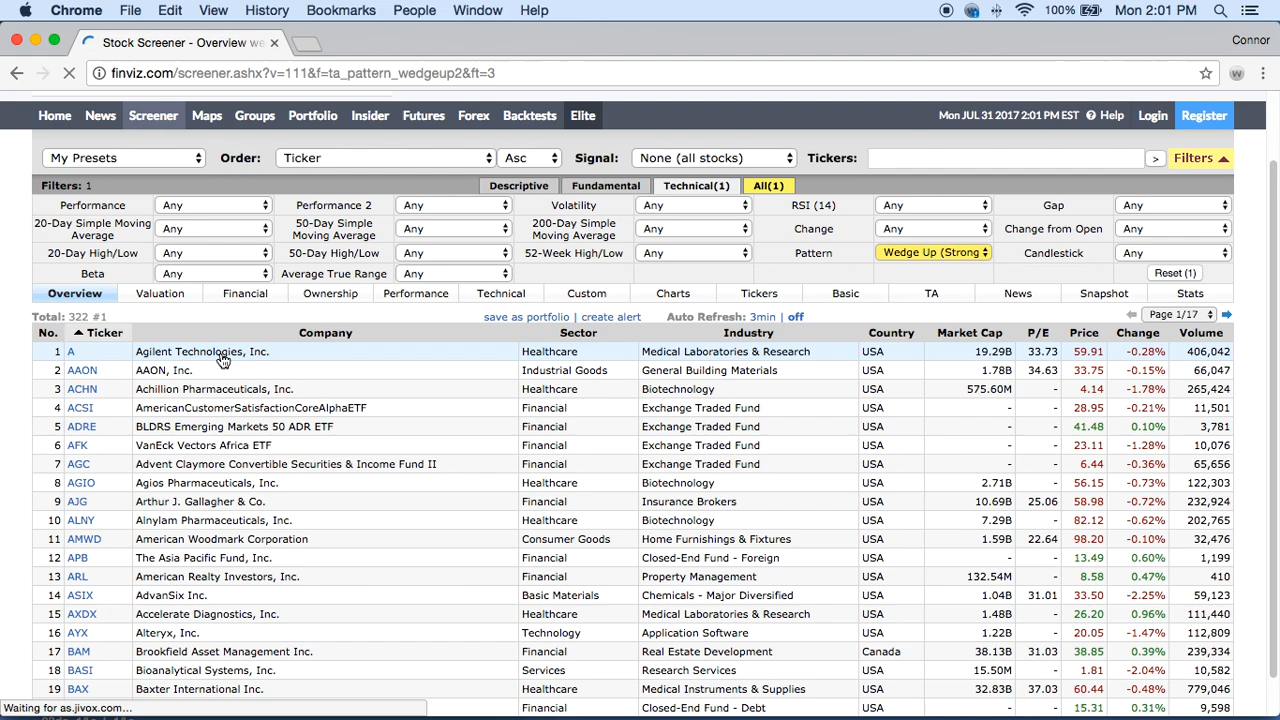 Chrome File Edit View History Bookmarks People Window Help 100% Mon 2:01 PM
Stock Screener - Overview we Connor
finviz.com/screener.ashx?v=111&f=ta_pattern_wedgeup2&ft=3
Home News Screener Maps Groups Portfolio Insider Futures Forex Backtests Elite Mon JUL 31 2017 2:01 PM EST Help Login Register
My Presets Order: Ticker Asc Signal: None (all stocks) Tickers: > Filters
Filters: 1 Descriptive Fundamental Technical(1) All(1)
Performance Any Performance 2 Any Volatility Any RSI (14) Any Gap Any
20-Day Simple Moving Average Any 50-Day Simple Moving Average Any 200-Day Simple Moving Average Any Change Any Change from Open Any
20-Day High/Low Any 50-Day High/Low Any 52-Week High/Low Any Pattern Wedge Up (Strong Candlestick Any
Beta Any Average True Range Any Reset (1)
Overview Valuation Financial Ownership Performance Technical Custom Charts Tickers Basic TA News Snapshot Stats
Total: 322 #1 save as portfolio | create alert Auto Refresh: 3min | off Page 1/17
No. Ticker Company Sector Industry Country Market Cap P/E Price Change Volume
1 A Agilent Technologies, Inc. Healthcare Medical Laboratories & Research USA 19.29B 33.73 59.91 -0.28% 406,042
2 AAON AAON, Inc. Industrial Goods General Building Materials USA 1.78B 34.63 33.75 -0.15% 66,047
3 ACHN Achillion Pharmaceuticals, Inc. Healthcare Biotechnology USA 575.60M - 4.14 -1.78% 265,424
4 ACSI AmericanCustomerSatisfactionCoreAlphaETF Financial Exchange Traded Fund USA - - 28.95 -0.21% 11,501
5 ADRE BLDRS Emerging Markets 50 ADR ETF Financial Exchange Traded Fund USA - - 41.48 0.10% 3,781
6 AFK VanEck Vectors Africa ETF Financial Exchange Traded Fund USA - - 23.11 -1.28% 10,076
7 AGC Advent Claymore Convertible Securities & Income Fund II Financial Exchange Traded Fund USA - - 6.44 -0.36% 65,656
8 AGIO Agios Pharmaceuticals, Inc. Healthcare Biotechnology USA 2.71B - 56.15 -0.73% 122,303
9 AJG Arthur J. Gallagher & Co. Financial Insurance Brokers USA 10.69B 25.06 58.98 -0.72% 232,924
10 ALNY Alnylam Pharmaceuticals, Inc. Healthcare Biotechnology USA 7.29B - 82.12 -0.62% 202,765
11 AMWD American Woodmark Corporation Consumer Goods Home Furnishings & Fixtures USA 1.59B 22.64 98.20 -0.10% 32,476
12 APB The Asia Pacific Fund, Inc. Financial Closed-End Fund - Foreign USA - - 13.49 0.60% 1,199
13 ARL American Realty Investors, Inc. Financial Property Management USA 132.54M - 8.58 0.47% 410
14 ASIX AdvanSix Inc. Basic Materials Chemicals - Major Diversified USA 1.04B 31.01 33.50 -2.25% 59,123
15 AXDX Accelerate Diagnostics, Inc. Healthcare Medical Laboratories & Research USA 1.48B - 26.20 0.96% 111,440
16 AYX Alteryx, Inc. Technology Application Software USA 1.22B - 20.05 -1.47% 112,809
17 BAM Brookfield Asset Management Inc. Financial Real Estate Development Canada 38.13B 31.03 38.85 0.39% 239,334
18 BASI Bioanalytical Systems, Inc. Services Research Services USA 15.50M - 1.81 -2.04% 10,582
19 BAX Baxter International Inc. Healthcare Medical Instruments & Supplies USA 32.83B 37.03 60.44 -0.48% 779,046
Financial Closed-End Fund - Debt USA - - 15.31 0.31% 9,598
Waiting for as.jivox.com...